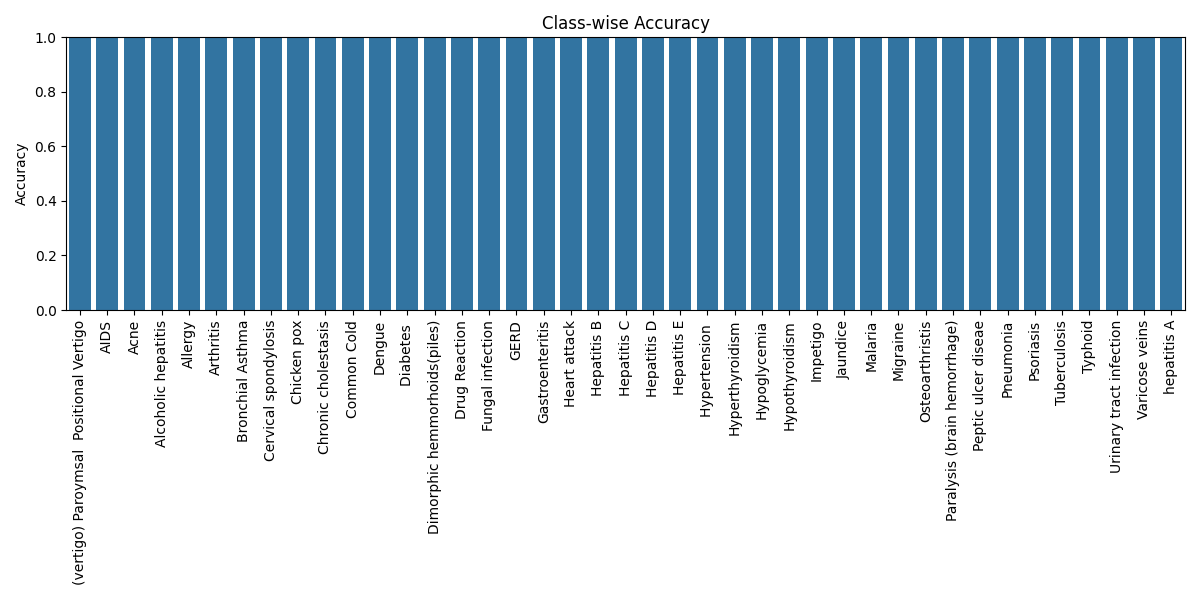 Class-wise Accuracy
Accuracy
1.0
0.8
0.6
0.4
0.2
0.0
(vertigo) Paroymsal  Positional Vertigo
AIDS
Acne
Alcoholic hepatitis
Allergy
Arthritis
Bronchial Asthma
Cervical spondylosis
Chicken pox
Chronic cholestasis
Common Cold
Dengue
Diabetes
Dimorphic hemmorhoids(piles)
Drug Reaction
Fungal infection
GERD
Gastroenteritis
Heart attack
Hepatitis B
Hepatitis C
Hepatitis D
Hepatitis E
Hypertension
Hyperthyroidism
Hypoglycemia
Hypothyroidism
Impetigo
Jaundice
Malaria
Migraine
Osteoarthristis
Paralysis (brain hemorrhage)
Peptic ulcer diseae
Pneumonia
Psoriasis
Tuberculosis
Typhoid
Urinary tract infection
Varicose veins
hepatitis A